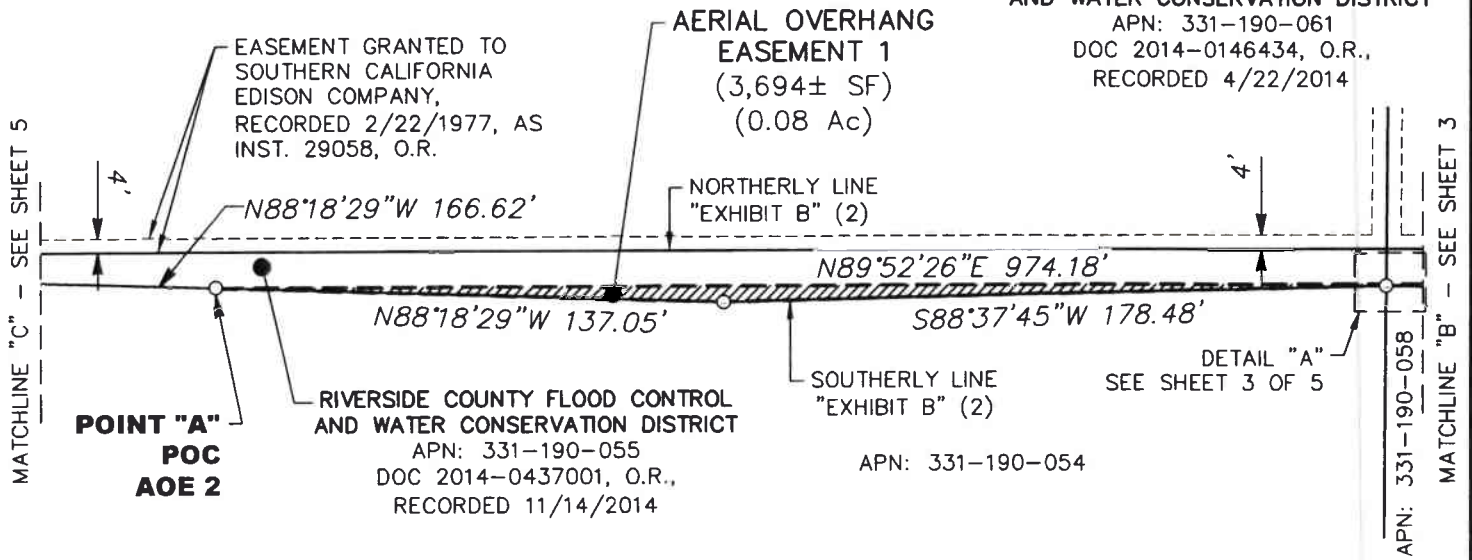 AND WATER CONSERVATION DISTRICT
APN: 331-190-061
DOC 2014-0146434, O.R.,
RECORDED 4/22/2014
AERIAL OVERHANG
EASEMENT 1
(3,694± SF)
(0.08 Ac)
EASEMENT GRANTED TO
SOUTHERN CALIFORNIA
EDISON COMPANY,
RECORDED 2/22/1977, AS
INST. 29058, O.R.
MATCHLINE "C" - SEE SHEET 5
4'
N88°18'29"W 166.62'
NORTHERLY LINE
"EXHIBIT B" (2)
4'
MATCHLINE "B" - SEE SHEET 3
N89°52'26"E 974.18'
N88°18'29"W 137.05'
S88°37'45"W 178.48'
DETAIL "A"
SEE SHEET 3 OF 5
SOUTHERLY LINE
"EXHIBIT B" (2)
POINT "A"
POC
AOE 2
RIVERSIDE COUNTY FLOOD CONTROL
AND WATER CONSERVATION DISTRICT
APN: 331-190-055
DOC 2014-0437001, O.R.,
RECORDED 11/14/2014
APN: 331-190-054
APN: 331-190-058